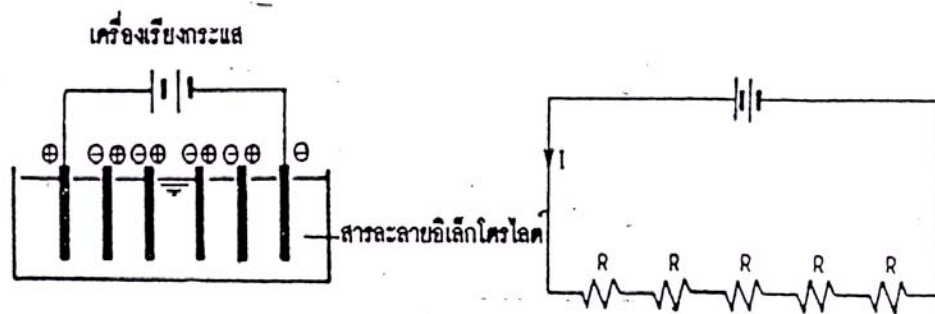 เครื่องเรียงกระแส
⊕ ⊖⊕⊖⊕ ⊖⊕⊖⊕ ⊖
I
สารละลายอิเล็กโตรไลต์
R R R R R